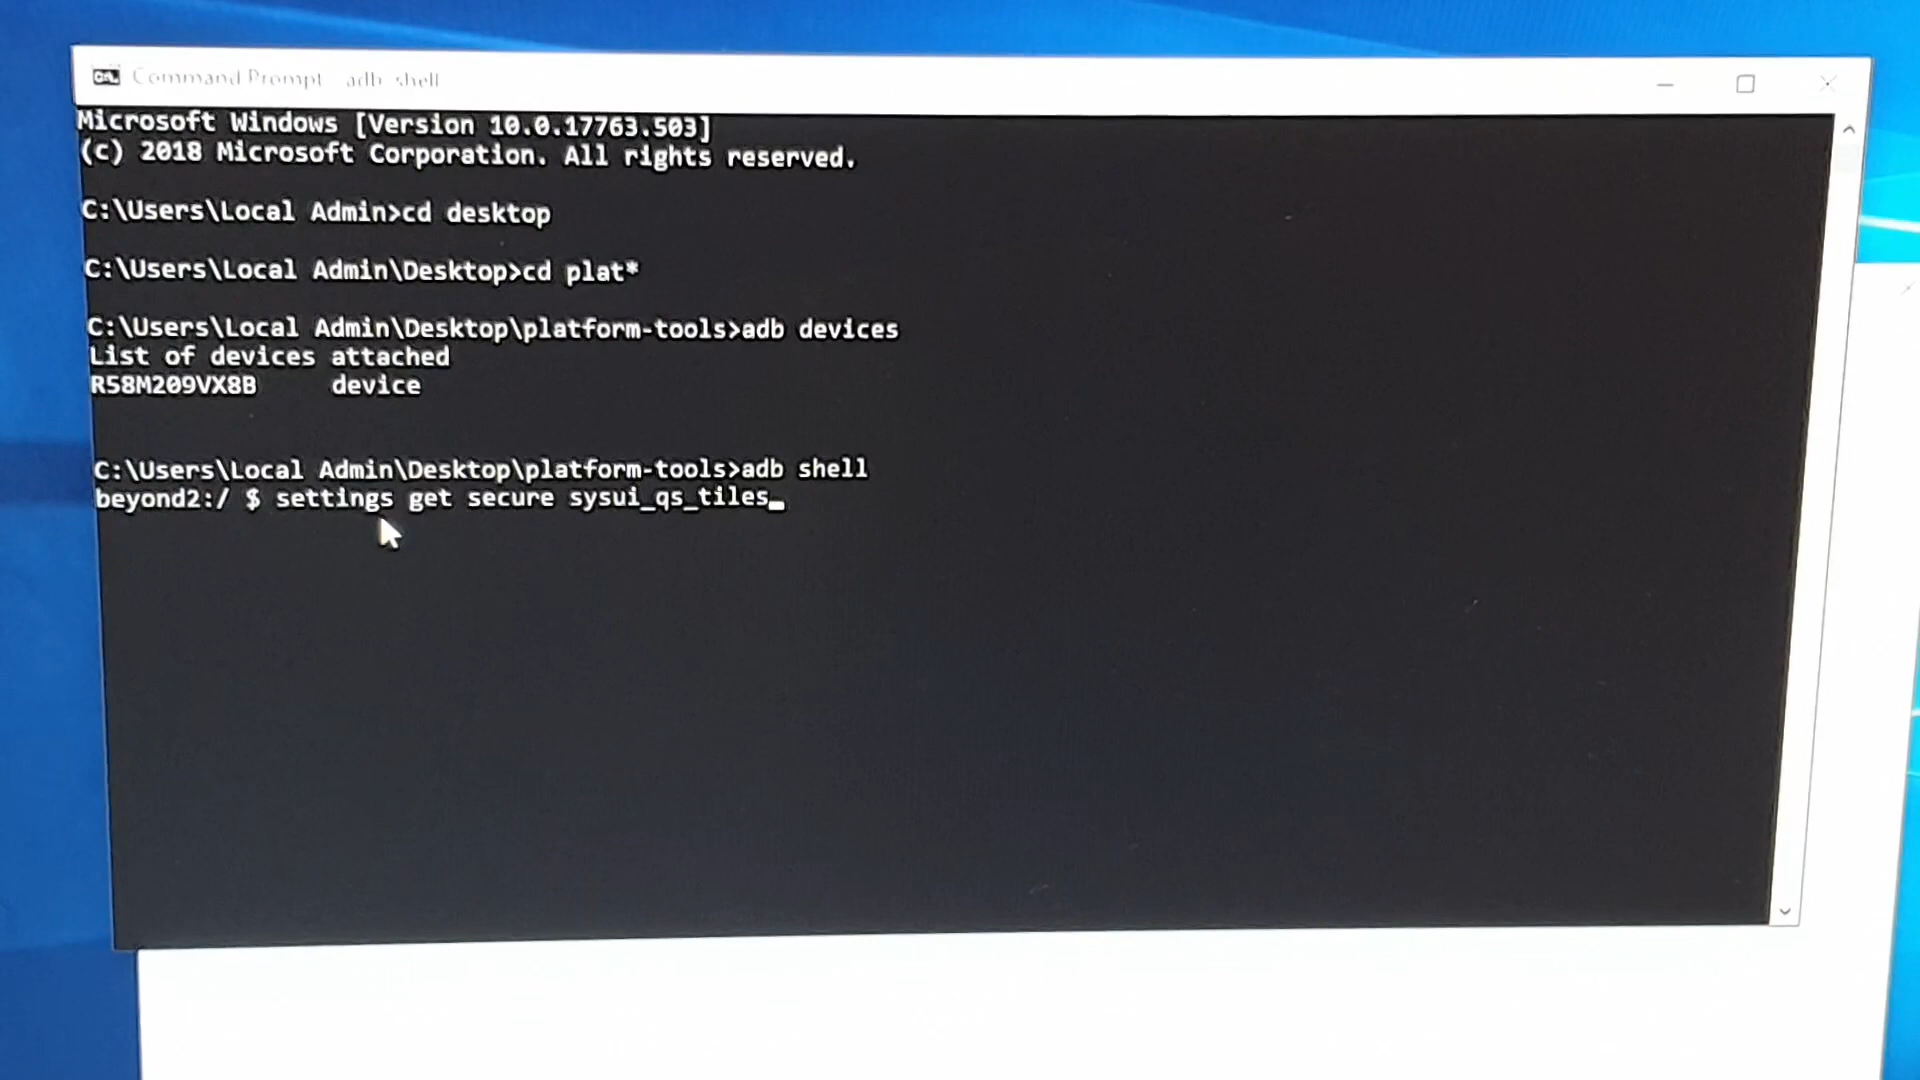 Command Prompt - adb shell
Microsoft Windows [Version 10.0.17763.503]
(c) 2018 Microsoft Corporation. All rights reserved.
C:\Users\Local Admin>cd desktop
C:\Users\Local Admin\Desktop>cd plat*
C:\Users\Local Admin\Desktop\platform-tools>adb devices
List of devices attached
R58M209VX8B     device
C:\Users\Local Admin\Desktop\platform-tools>adb shell
beyond2:/ $ settings get secure sysui_qs_tiles